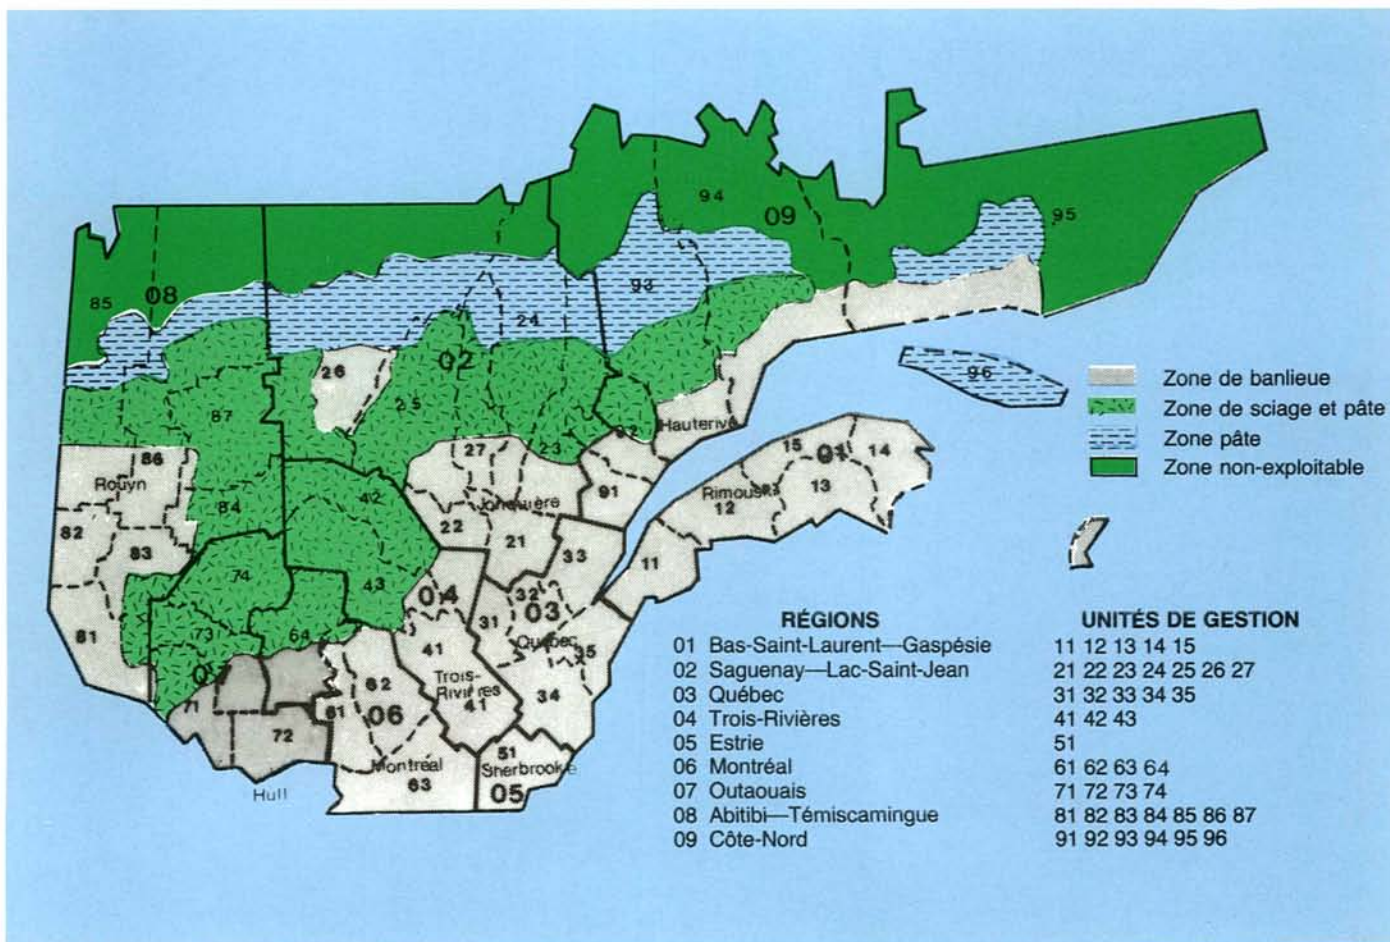 94
09
95
85
08
93
24
02
26
25
96
87
Hauterive
92
27
23
86
Rouyn
42
15
01
14
91
Rimouski
13
12
84
22
21
82
83
33
11
74
43
04
32
03
31
81
73
64
Québec
35
41
62
Trois-
Rivières
41
34
71
61
06
72
51
Montréal
Sherbrooke
63
05
Hull
Zone de banlieue
Zone de sciage et pâte
Zone pâte
Zone non-exploitable
RÉGIONS UNITÉS DE GESTION
01 Bas-Saint-Laurent—Gaspésie 11 12 13 14 15
02 Saguenay—Lac-Saint-Jean 21 22 23 24 25 26 27
03 Québec 31 32 33 34 35
04 Trois-Rivières 41 42 43
05 Estrie 51
06 Montréal 61 62 63 64
07 Outaouais 71 72 73 74
08 Abitibi—Témiscamingue 81 82 83 84 85 86 87
09 Côte-Nord 91 92 93 94 95 96